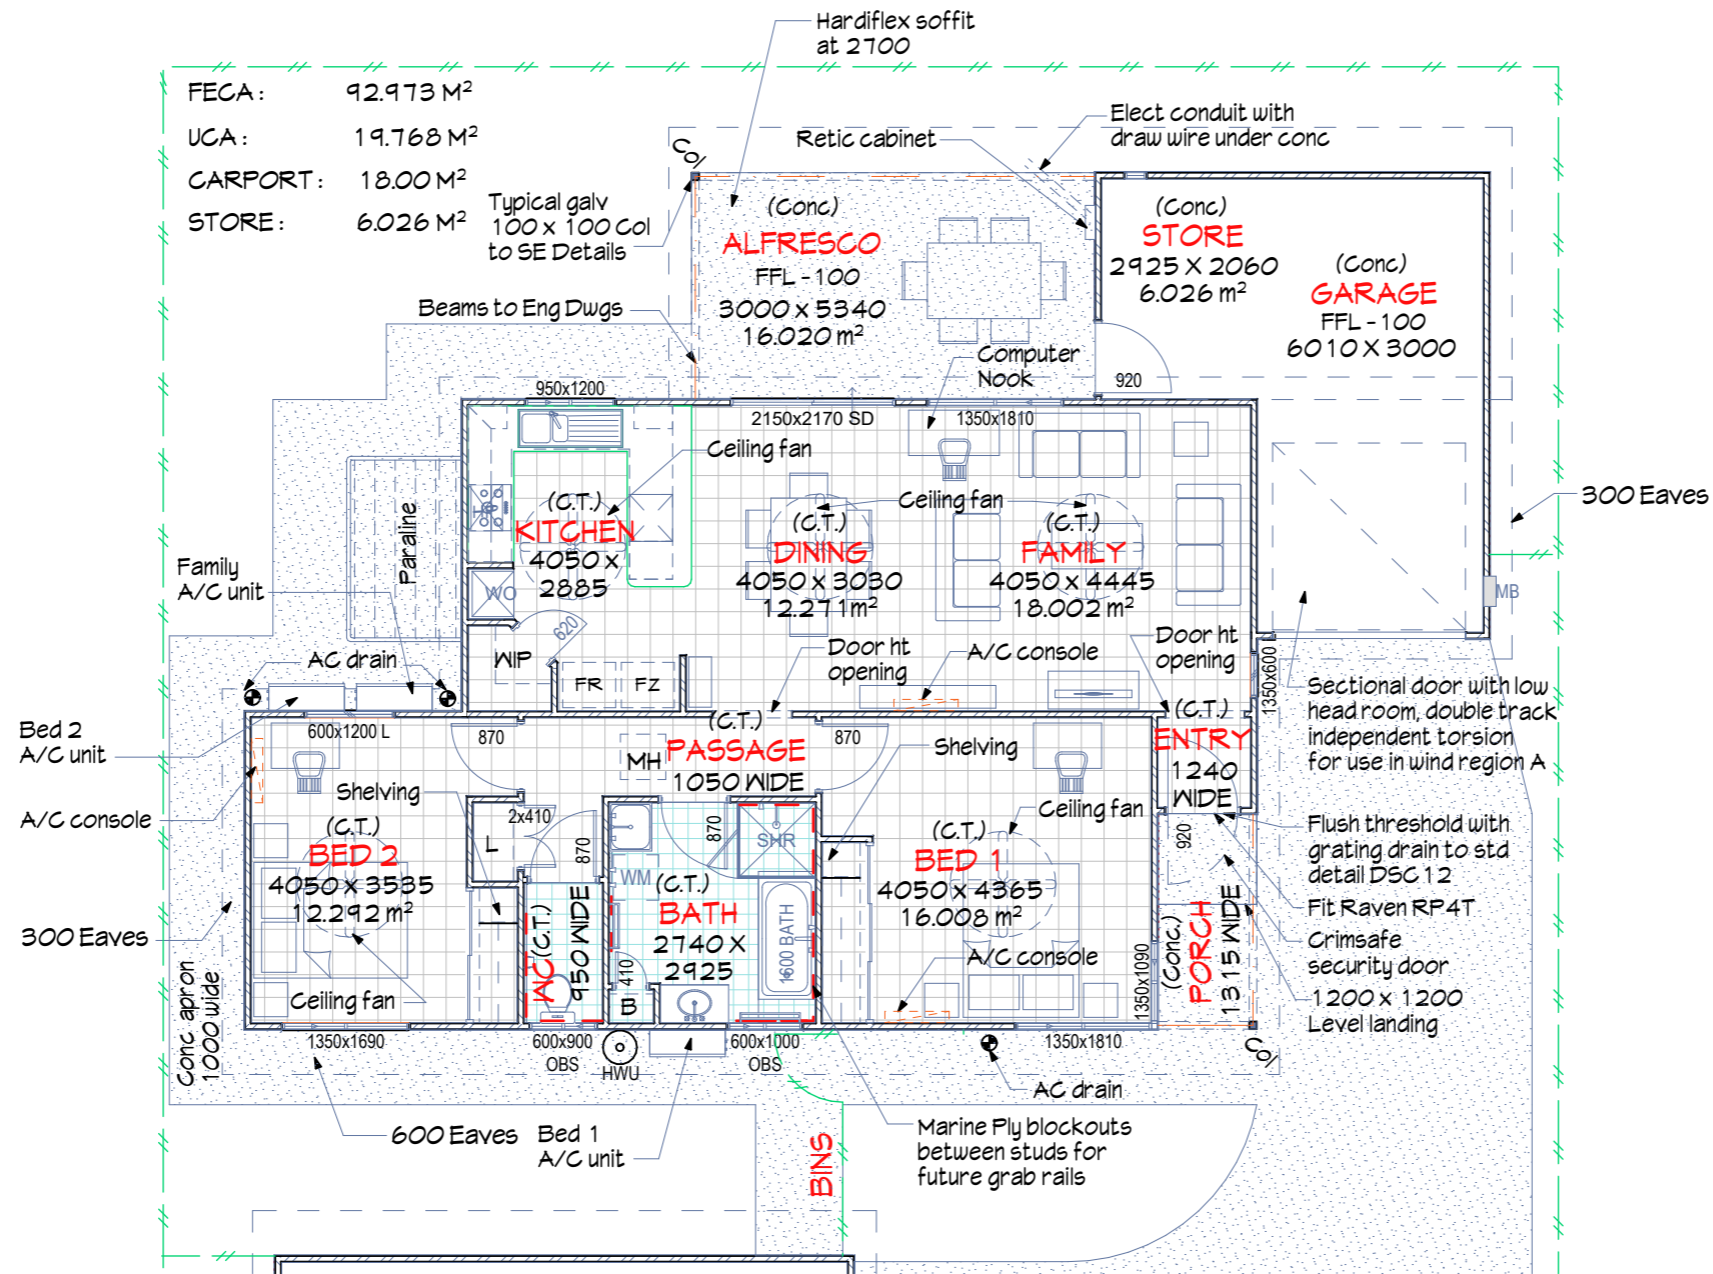 Hardiflex soffit
at 2700
FECA: 92.973 M²
UCA: 19.768 M²
CARPORT: 18.00 M²
STORE: 6.026 M²
Typical galv
100 x 100 Col
to SE Details
Col
Retic cabinet
Elect conduit with
draw wire under conc
(Conc)
ALFRESCO
FFL - 100
3000 x 5340
16.020 m²
(Conc)
STORE
2925 X 2060
6.026 m²
(Conc)
GARAGE
FFL - 100
6010 X 3000
Beams to Eng Dwgs
Computer
Nook
920
950x1200
2150x2170 SD
1350x1810
Ceiling fan
Ceiling fan
300 Eaves
Paraline
(C.T.)
KITCHEN
4050 x
2885
(C.T.)
DINING
4050 x 3030
12.271m²
(C.T.)
FAMILY
4050 x 4445
18.002 m²
Family
A/C unit
WO
MB
620
WIP
FR
FZ
Door ht
opening
A/C console
Door ht
opening
1350x600
AC drain
Sectional door with low
head room, double track
independent torsion
for use in wind region A
Bed 2
A/C unit
600x1200 L
870
(C.T.)
PASSAGE
1050 WIDE
MH
870
Shelving
(C.T.)
ENTRY
1240
WIDE
A/C console
Shelving
2x410
L
870
870
SHR
Ceiling fan
920
Flush threshold with
grating drain to std
detail DSC12
(C.T.)
BED 2
4050 x 3535
12.292 m²
WM
(C.T.)
BATH
2740 X
2925
(C.T.)
BED 1
4050 x 4365
16.008 m²
Fit Raven RP4T
300 Eaves
WC (C.T.)
950 WIDE
410
B
1600 BATH
A/C console
1350x1090
(Conc.)
PORCH
1315 WIDE
Crimsafe
security door
1200 x 1200
Level landing
Conc apron
1000 wide
Ceiling fan
1350x1690
600x900
OBS
HWU
600x1000
OBS
1350x1810
Col
AC drain
600 Eaves
Bed 1
A/C unit
BINS
Marine Ply blockouts
between studs for
future grab rails